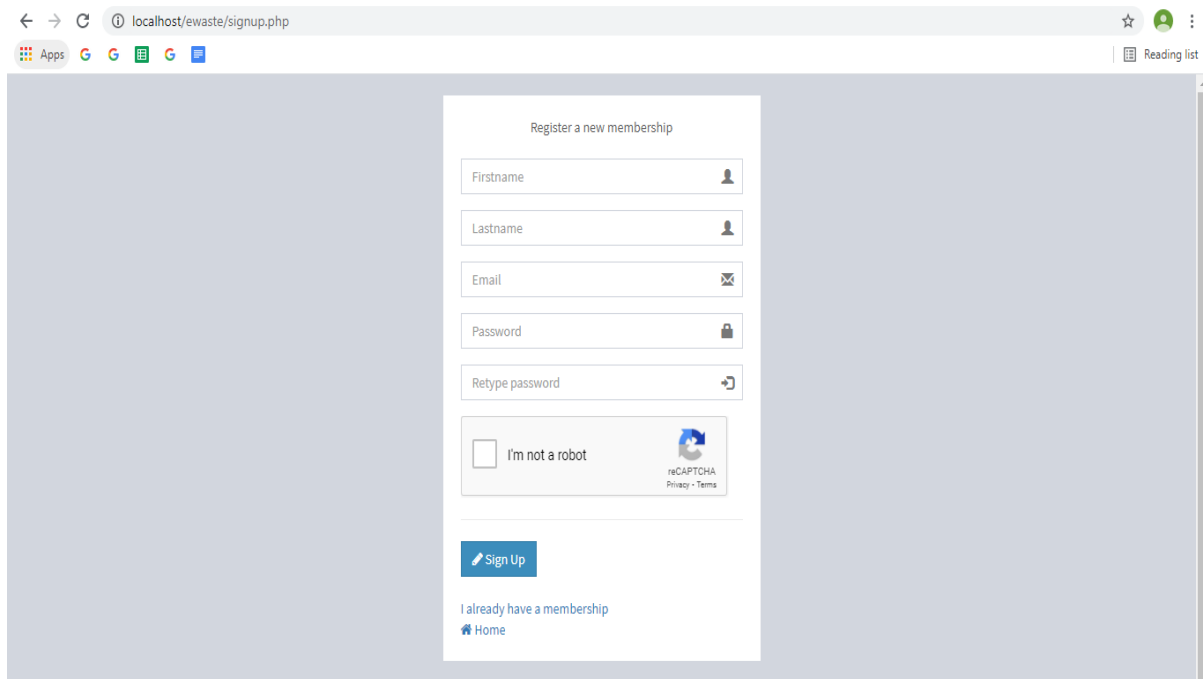 localhost/ewaste/signup.php
Apps
Reading list
Register a new membership
Firstname
Lastname
Email
Password
Retype password
I'm not a robot
reCAPTCHA
Privacy - Terms
Sign Up
I already have a membership
Home